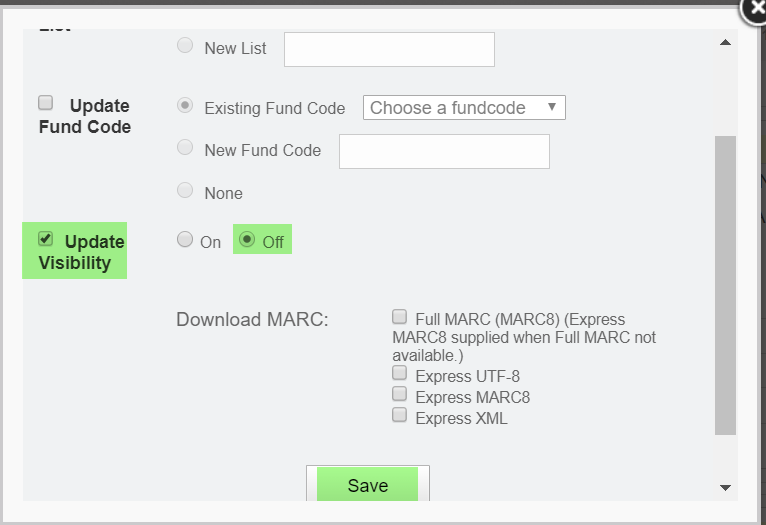 List
New List
Update Fund Code
Existing Fund Code
Choose a fundcode
New Fund Code
None
Update Visibility
On
Off
Download MARC:
Full MARC (MARC8) (Express
MARC8 supplied when Full MARC not
available.)
Express UTF-8
Express MARC8
Express XML
Save